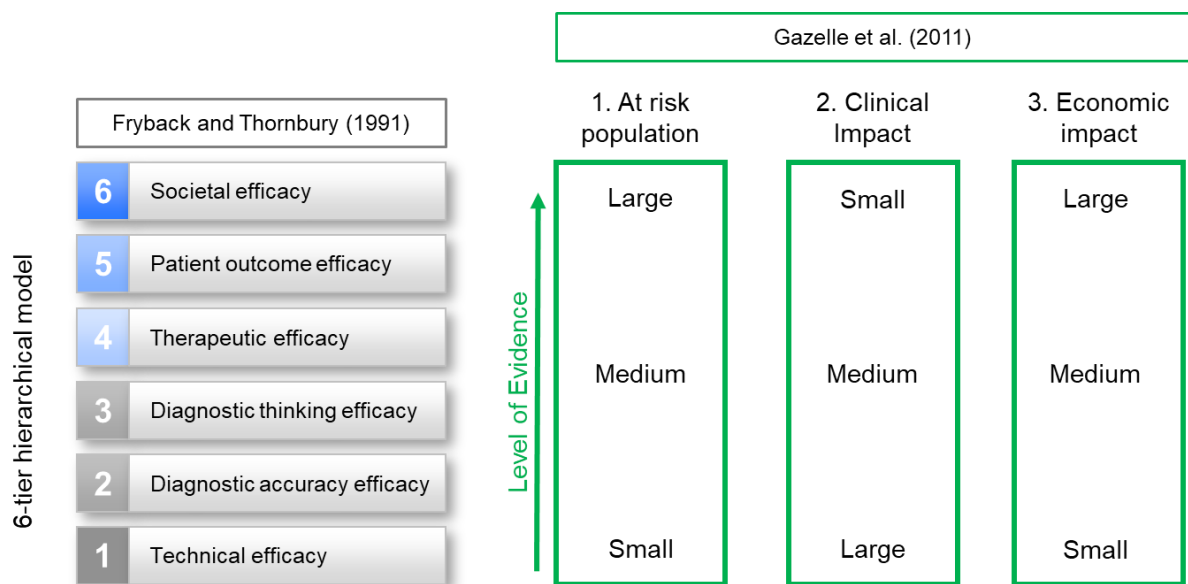 Gazelle et al. (2011)
Fryback and Thornbury (1991)
1. At risk
population
2. Clinical
Impact
3. Economic
impact
6-tier hierarchical model
6 Societal efficacy
5 Patient outcome efficacy
4 Therapeutic efficacy
3 Diagnostic thinking efficacy
2 Diagnostic accuracy efficacy
1 Technical efficacy
Level of Evidence
Large
Medium
Small
Small
Medium
Large
Large
Medium
Small